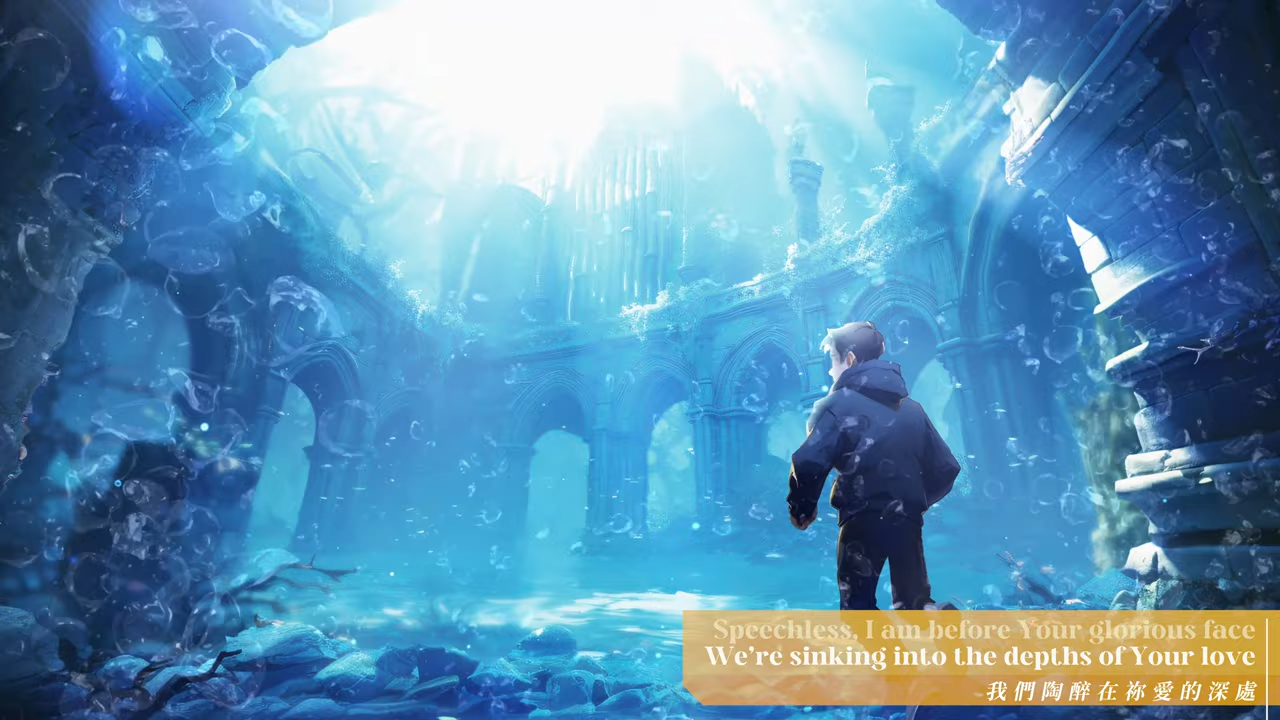 Speechless, I am before Your glorious face
We're sinking into the depths of Your love
我們陶醉在祢愛的深處